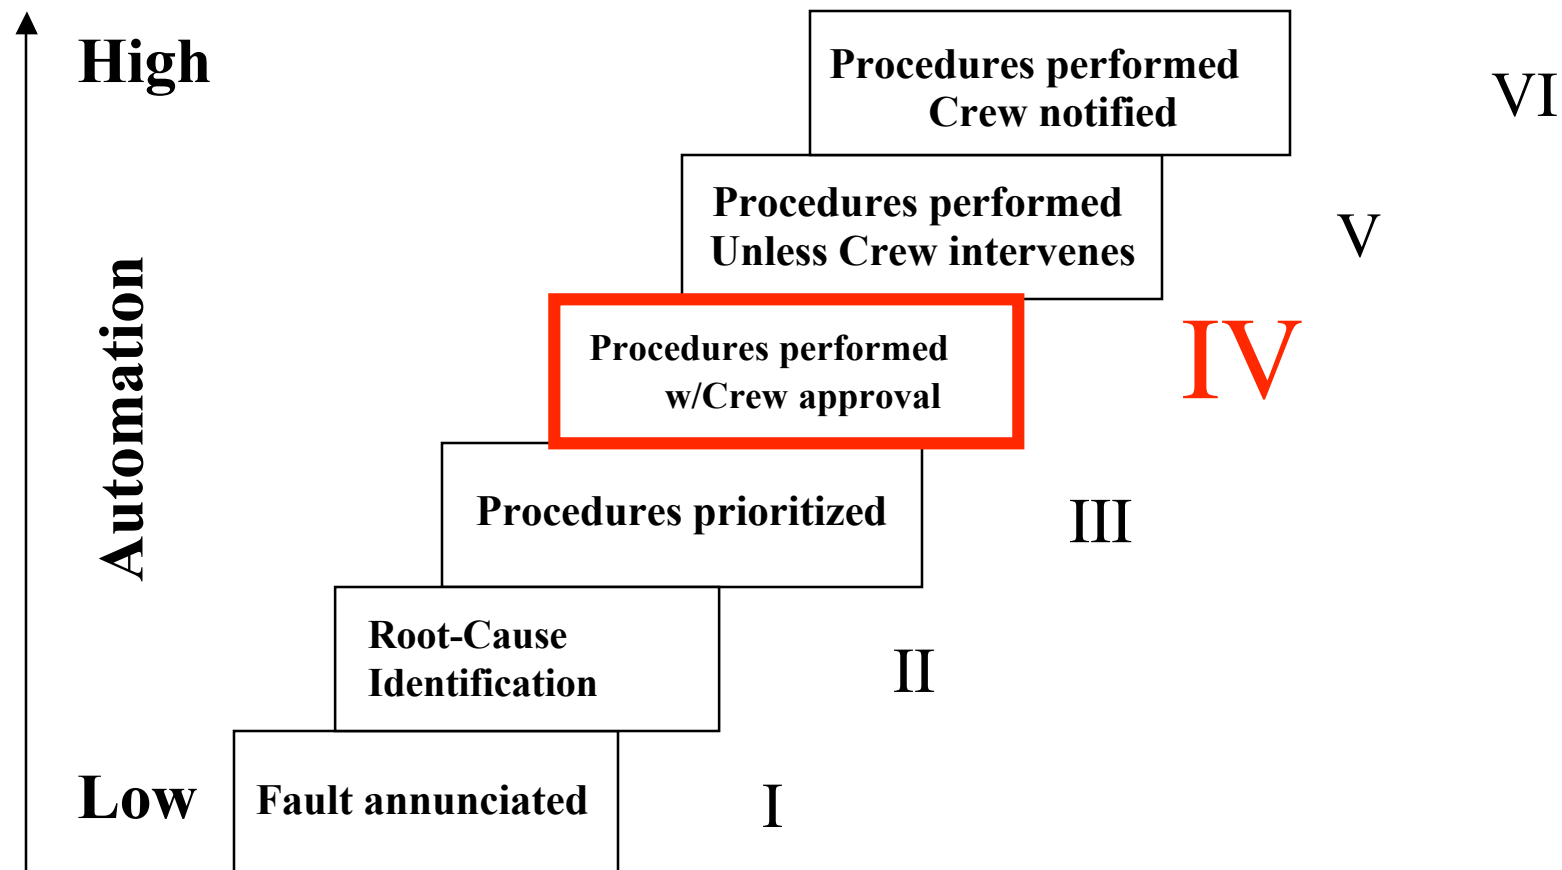 High
Procedures performed
Crew notified
VI
Procedures performed
Unless Crew intervenes
V
Automation
Procedures performed
w/Crew approval
IV
Procedures prioritized
III
Root-Cause
Identification
II
Low
Fault annunciated
I